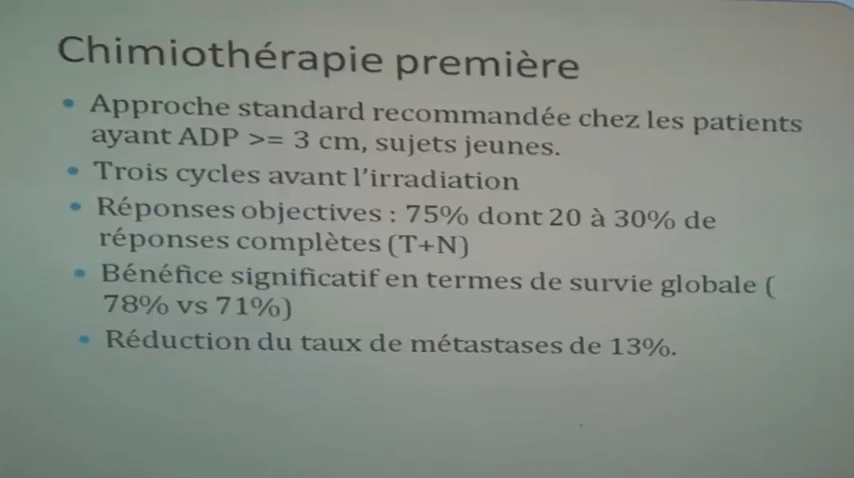 Chimiothérapie première
• Approche standard recommandée chez les patients
ayant ADP >= 3 cm, sujets jeunes.
• Trois cycles avant l'irradiation
• Réponses objectives : 75% dont 20 à 30% de
réponses complètes (T+N)
• Bénéfice significatif en termes de survie globale (
78% vs 71%)
• Réduction du taux de métastases de 13%.